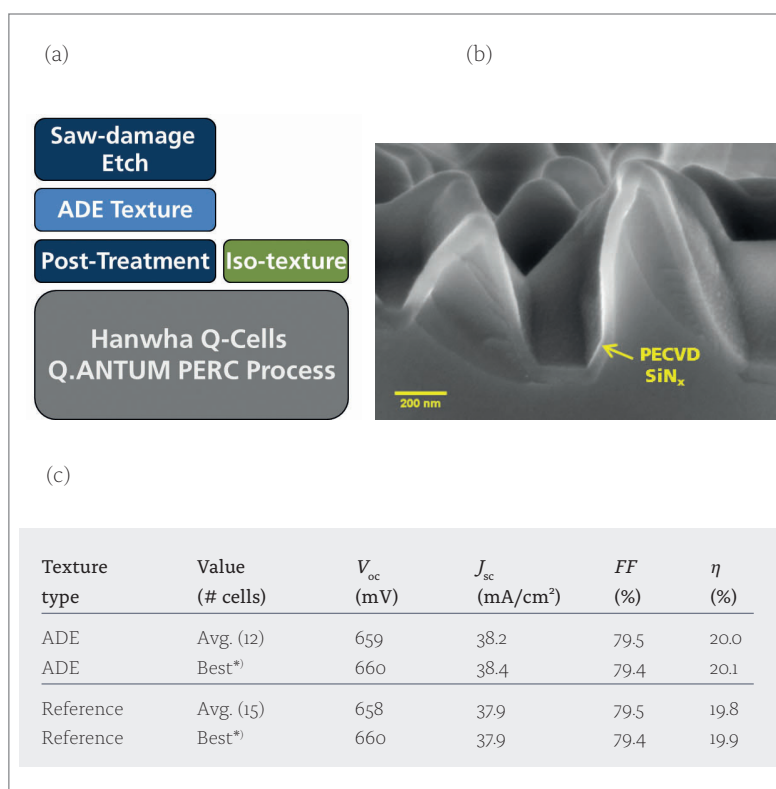 (a)
(b)
Saw-damage
Etch
ADE Texture
Post-Treatment
Iso-texture
Hanwha Q-Cells
Q.ANTUM PERC Process
PECVD
SiNₓ
200 nm
(c)
Texture Value V_oc J_sc FF η
type (# cells) (mV) (mA/cm²) (%) (%)
ADE Avg. (12) 659 38.2 79.5 20.0
ADE Best*) 660 38.4 79.4 20.1
Reference Avg. (15) 658 37.9 79.5 19.8
Reference Best*) 660 37.9 79.4 19.9